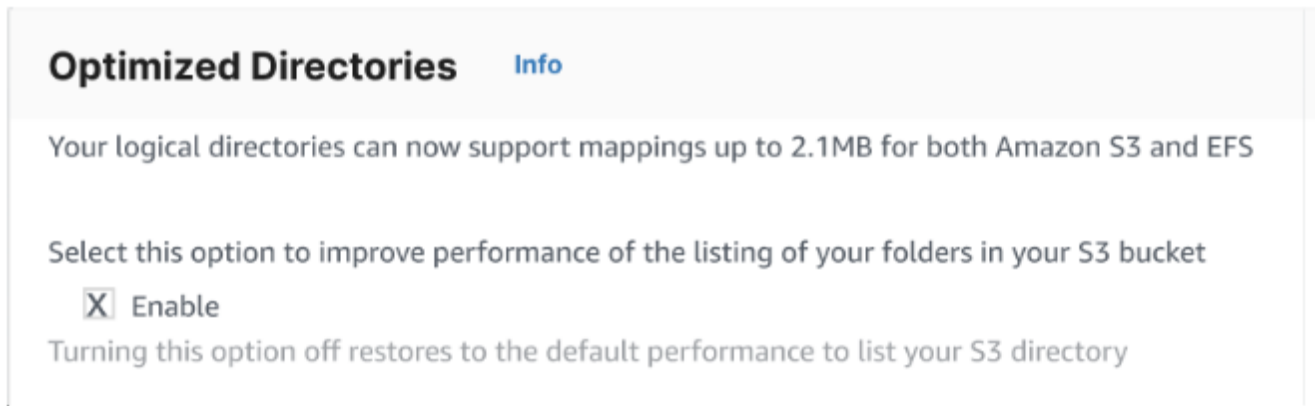 Optimized Directories Info
Your logical directories can now support mappings up to 2.1MB for both Amazon S3 and EFS
Select this option to improve performance of the listing of your folders in your S3 bucket
X Enable
Turning this option off restores to the default performance to list your S3 directory